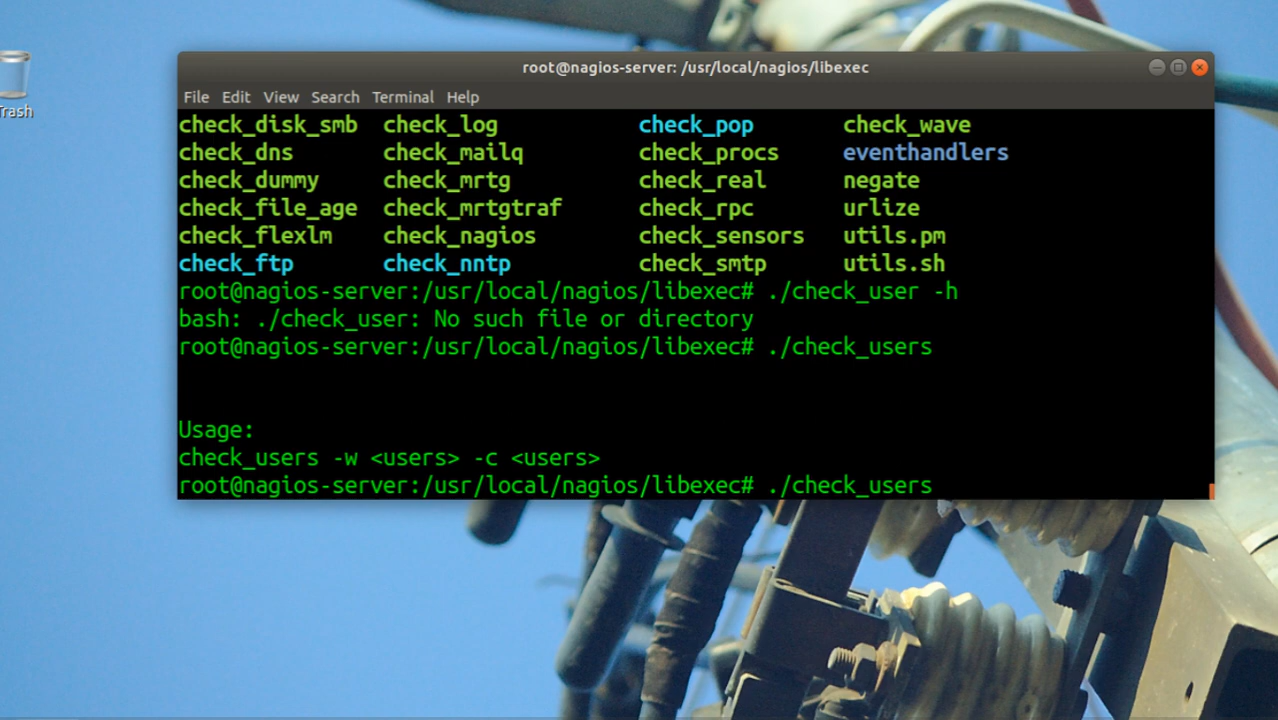 root@nagios-server: /usr/local/nagios/libexec
File Edit View Search Terminal Help
check_disk_smb check_log check_pop check_wave
check_dns check_mailq check_procs eventhandlers
check_dummy check_mrtg check_real negate
check_file_age check_mrtgtraf check_rpc urlize
check_flexlm check_nagios check_sensors utils.pm
check_ftp check_nntp check_smtp utils.sh
root@nagios-server:/usr/local/nagios/libexec# ./check_user -h
bash: ./check_user: No such file or directory
root@nagios-server:/usr/local/nagios/libexec# ./check_users
Usage:
check_users -w <users> -c <users>
root@nagios-server:/usr/local/nagios/libexec# ./check_users
Trash